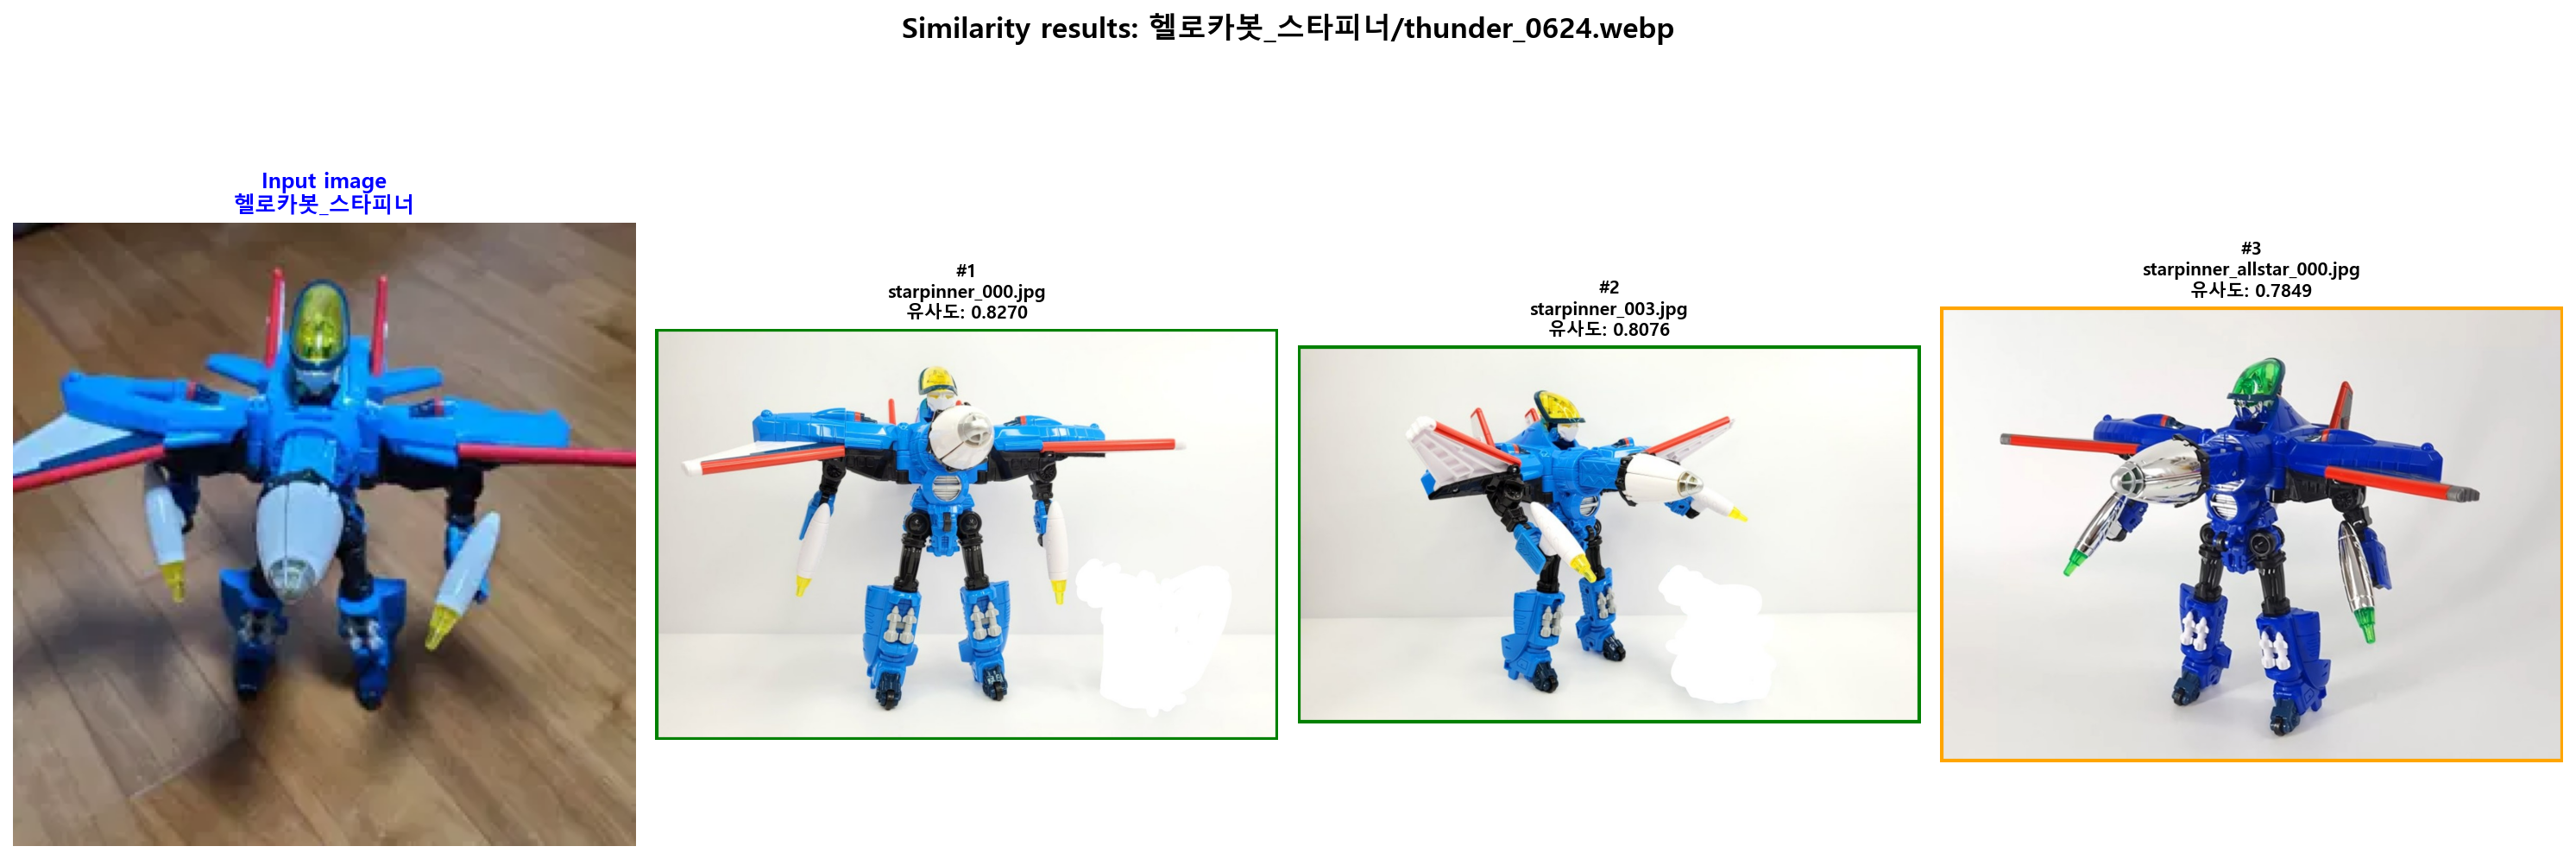 Similarity results: 헬로카봇_스타피너/thunder_0624.webp
Input image
헬로카봇_스타피너
#1
starpinner_000.jpg
유사도: 0.8270
#2
starpinner_003.jpg
유사도: 0.8076
#3
starpinner_allstar_000.jpg
유사도: 0.7849